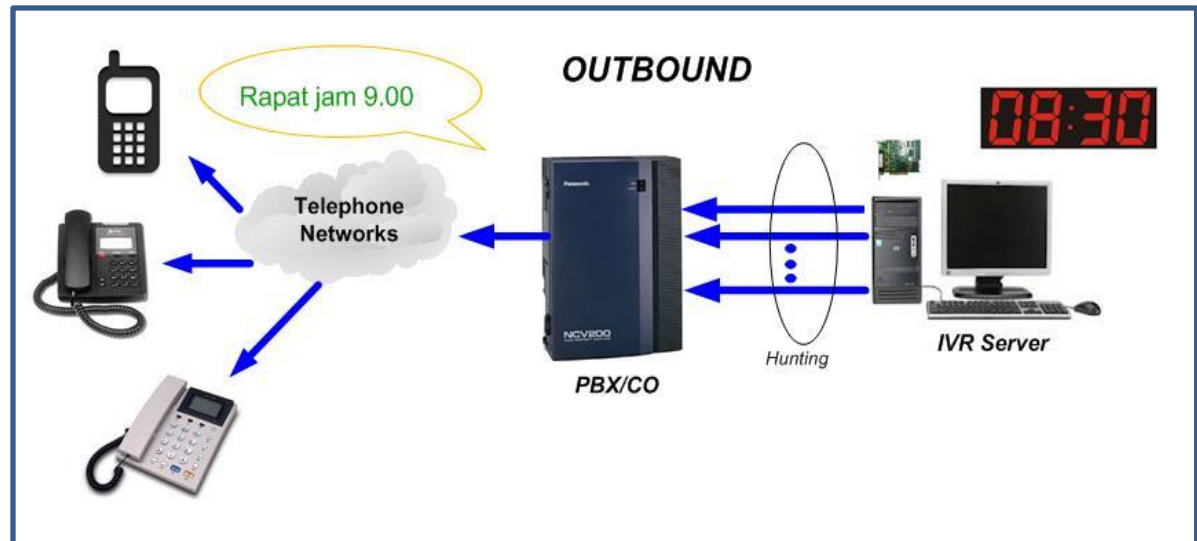 OUTBOUND
Rapat jam 9.00
08:30
Telephone
Networks
Panasonic
NCV200
Hunting
IVR Server
PBX/CO